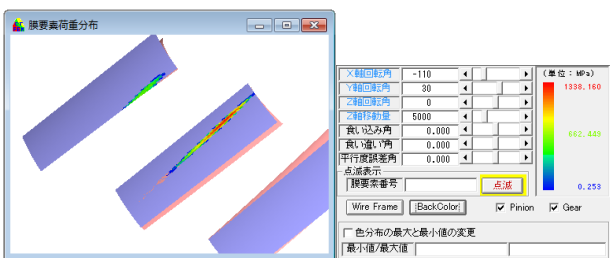 膜要素荷重分布
X軸回転角 -110
Y軸回転角 30
Z軸回転角 0
Z軸移動量 5000
食い込み角 0.000
食い違い角 0.000
平行度誤差角 0.000
点滅表示
膜要素番号 点滅
Wire Frame BackColor Pinion Gear
色分布の最大と最小値の変更
最小値/最大値
(単位：MPa)
1338.160
662.449
0.253